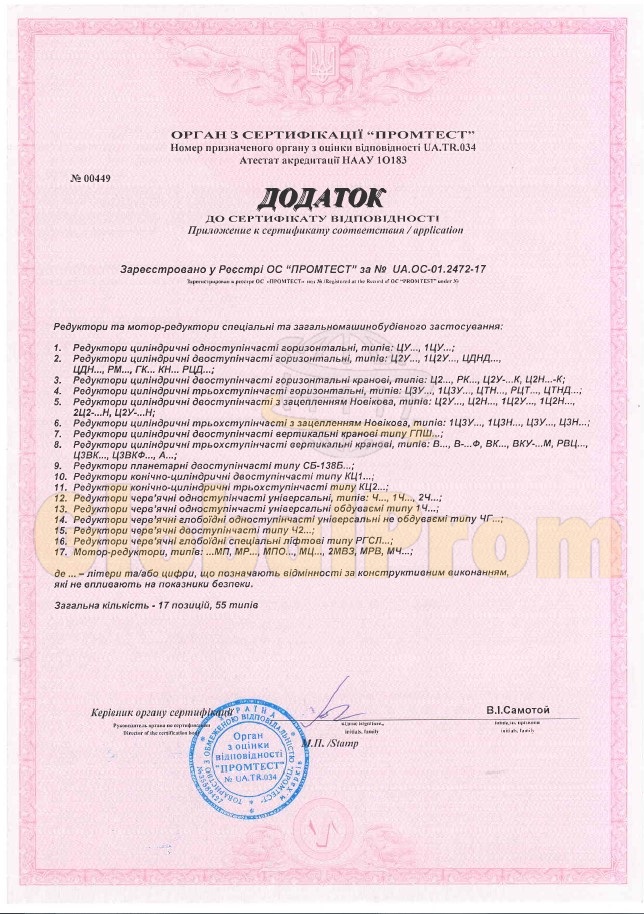 ОРГАН З СЕРТИФІКАЦІЇ “ПРОМТЕСТ”
Номер призначеного органу з оцінки відповідності UA.TR.034
Атестат акредитації НААУ 1О183
№ 00449
ДОДАТОК
ДО СЕРТИФІКАТУ ВІДПОВІДНОСТІ
Приложение к сертификату соответствия / application
Зареєстровано у Реєстрі ОС “ПРОМТЕСТ” за № UA.ОС-01.2472-17
Зарегистрировано в реестре ОС «ПРОМТЕСТ» под № (Registered at the Record of OC “PROMTEST” under №)
Редуктори та мотор-редуктори спеціальні та загальномашинобудівного застосування:
1. Редуктори циліндричні одноступінчасті горизонтальні, типів: ЦУ..., 1ЦУ...;
2. Редуктори циліндричні двоступінчасті горизонтальні, типів: Ц2У..., 1Ц2У..., ЦДНД...,
ЦДН..., РМ..., ГК... КН... РЦД...;
3. Редуктори циліндричні двоступінчасті горизонтальні кранові, типів: Ц2..., РК..., Ц2У-...К, Ц2Н...-К;
4. Редуктори циліндричні трьохступінчасті горизонтальні, типів: Ц3У..., 1Ц3У..., ЦТН..., РЦТ..., ЦТНД...;
5. Редуктори циліндричні двоступінчасті з зацепленням Новікова, типів: Ц2У..., Ц2Н..., 1Ц2У..., 1Ц2Н...,
2Ц2-...Н, Ц2У-...Н;
6. Редуктори циліндричні трьохступінчасті з зацепленням Новікова, типів: 1Ц3У..., 1Ц3Н..., Ц3У..., Ц3Н...;
7. Редуктори циліндричні двоступінчасті вертикальні кранові типу ГПШ...;
8. Редуктори циліндричні трьохступінчасті вертикальні кранові, типів: В..., В-...Ф, ВК..., ВКУ-...М, РВЦ...,
Ц3ВК..., Ц3ВКФ..., А...;
9. Редуктори планетарні двоступінчасті типу СБ-138Б...;
10. Редуктори конічно-циліндричні двоступінчасті типу КЦ1...;
11. Редуктори конічно-циліндричні трьохступінчасті типу КЦ2...;
12. Редуктори черв'ячні одноступінчасті універсальні, типів: Ч..., 1Ч..., 2Ч...;
13. Редуктори черв'ячні одноступінчасті універсальні обдуваємі типу 1Ч...;
14. Редуктори черв'ячні глобоїдні одноступінчасті універсальні не обдуваємі типу ЧГ...;
15. Редуктори черв'ячні двоступінчасті типу Ч2...;
16. Редуктори черв'ячні глобоїдні спеціальні ліфтові типу РГСЛ...;
17. Мотор-редуктори, типів: ...МП, МР..., МПО..., МЦ..., 2МВЗ, МРВ, МЧ...;
GlobalProm
де ... – літери та/або цифри, що позначають відмінності за конструктивним виконанням,
які не впливають на показники безпеки.
Загальна кількість - 17 позицій, 55 типів
Керівник органу сертифікації
В.І.Самотой
Руководитель органа по сертификации
Director of the certification body
initials, family
initials, family
М.П. /Stamp
УКРАЇНА
ТОВАРИСТВО З ОБМЕЖЕНОЮ ВІДПОВІДАЛЬНІСТЮ "ПРОМТЕСТ"
Орган
з оцінки
відповідності
"ПРОМТЕСТ"
№ UA.TR.034